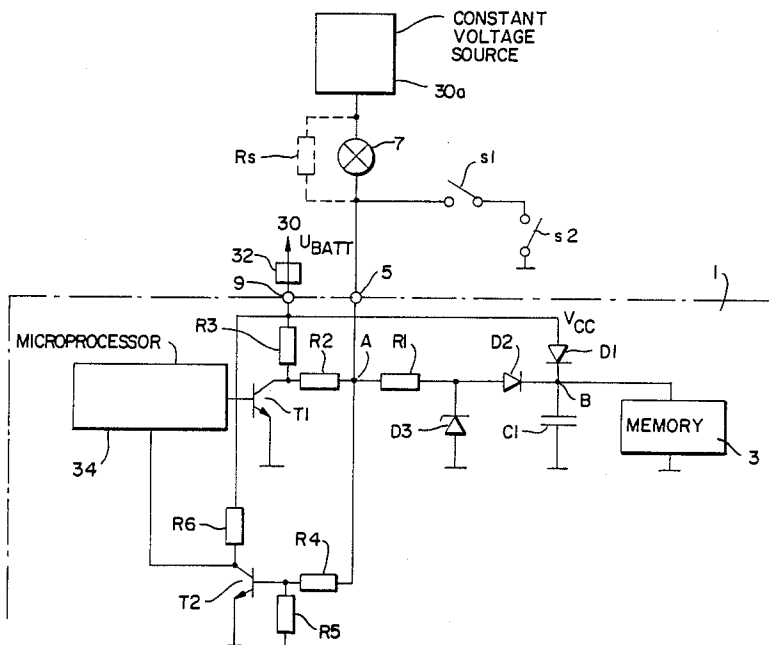 CONSTANT
VOLTAGE
SOURCE
30a
Rs
7
s1
s2
30
UBATT
32
9
5
1
R3
VCC
MICROPROCESSOR
R2
A
R1
D2
D1
B
T1
D3
C1
MEMORY
3
34
R6
R4
T2
R5